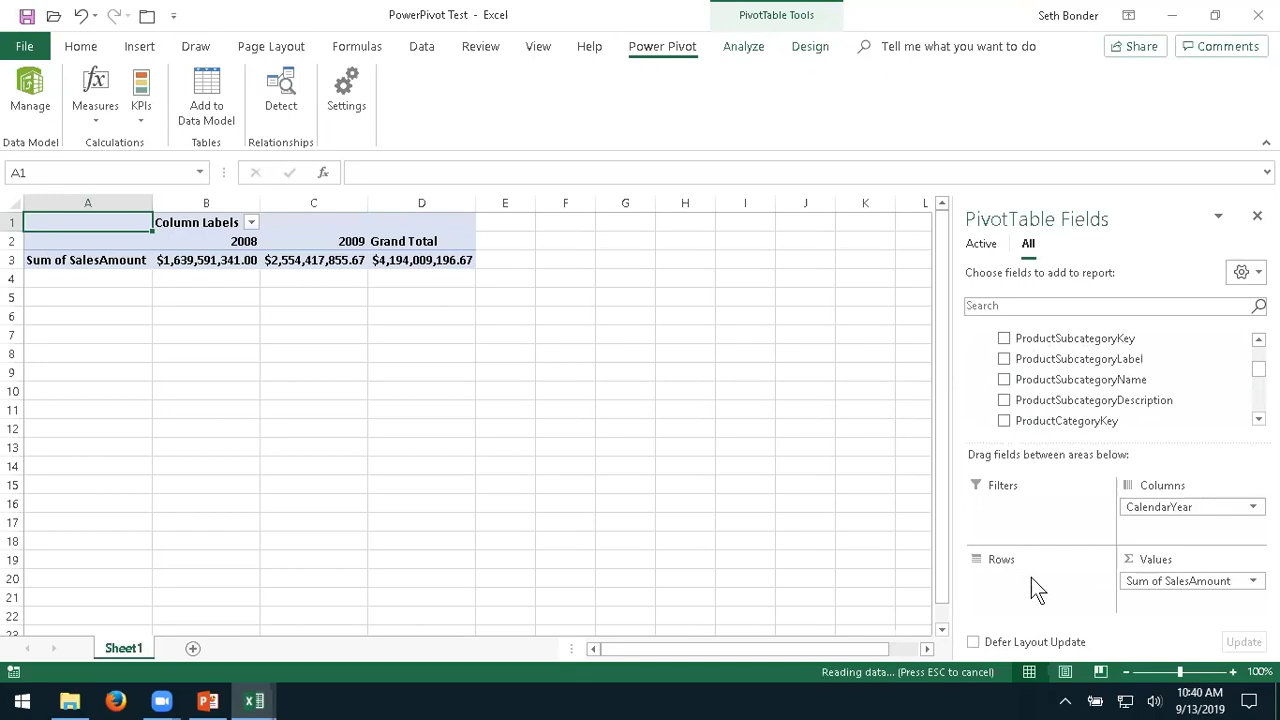 PowerPivot Test - Excel
PivotTable Tools
Seth Bonder
File
Home
Insert
Draw
Page Layout
Formulas
Data
Review
View
Help
Power Pivot
Analyze
Design
Tell me what you want to do
Share
Comments
Manage
Measures
KPIs
Add to
Data Model
Detect
Settings
Data Model
Calculations
Tables
Relationships
A1
fx
A B C D E F G H I J K L
1 Column Labels
2 2008 2009 Grand Total
3 Sum of SalesAmount $1,639,591,341.00 $2,554,417,855.67 $4,194,009,196.67
4
5
6
7
8
9
10
11
12
13
14
15
16
17
18
19
20
21
22
23
PivotTable Fields
Active All
Choose fields to add to report:
Search
ProductSubcategoryKey
ProductSubcategoryLabel
ProductSubcategoryName
ProductSubcategoryDescription
ProductCategoryKey
Drag fields between areas below:
Filters
Columns
CalendarYear
Rows
Σ Values
Sum of SalesAmount
Defer Layout Update
Update
Sheet1
Reading data... (Press ESC to cancel)
100%
10:40 AM
9/13/2019